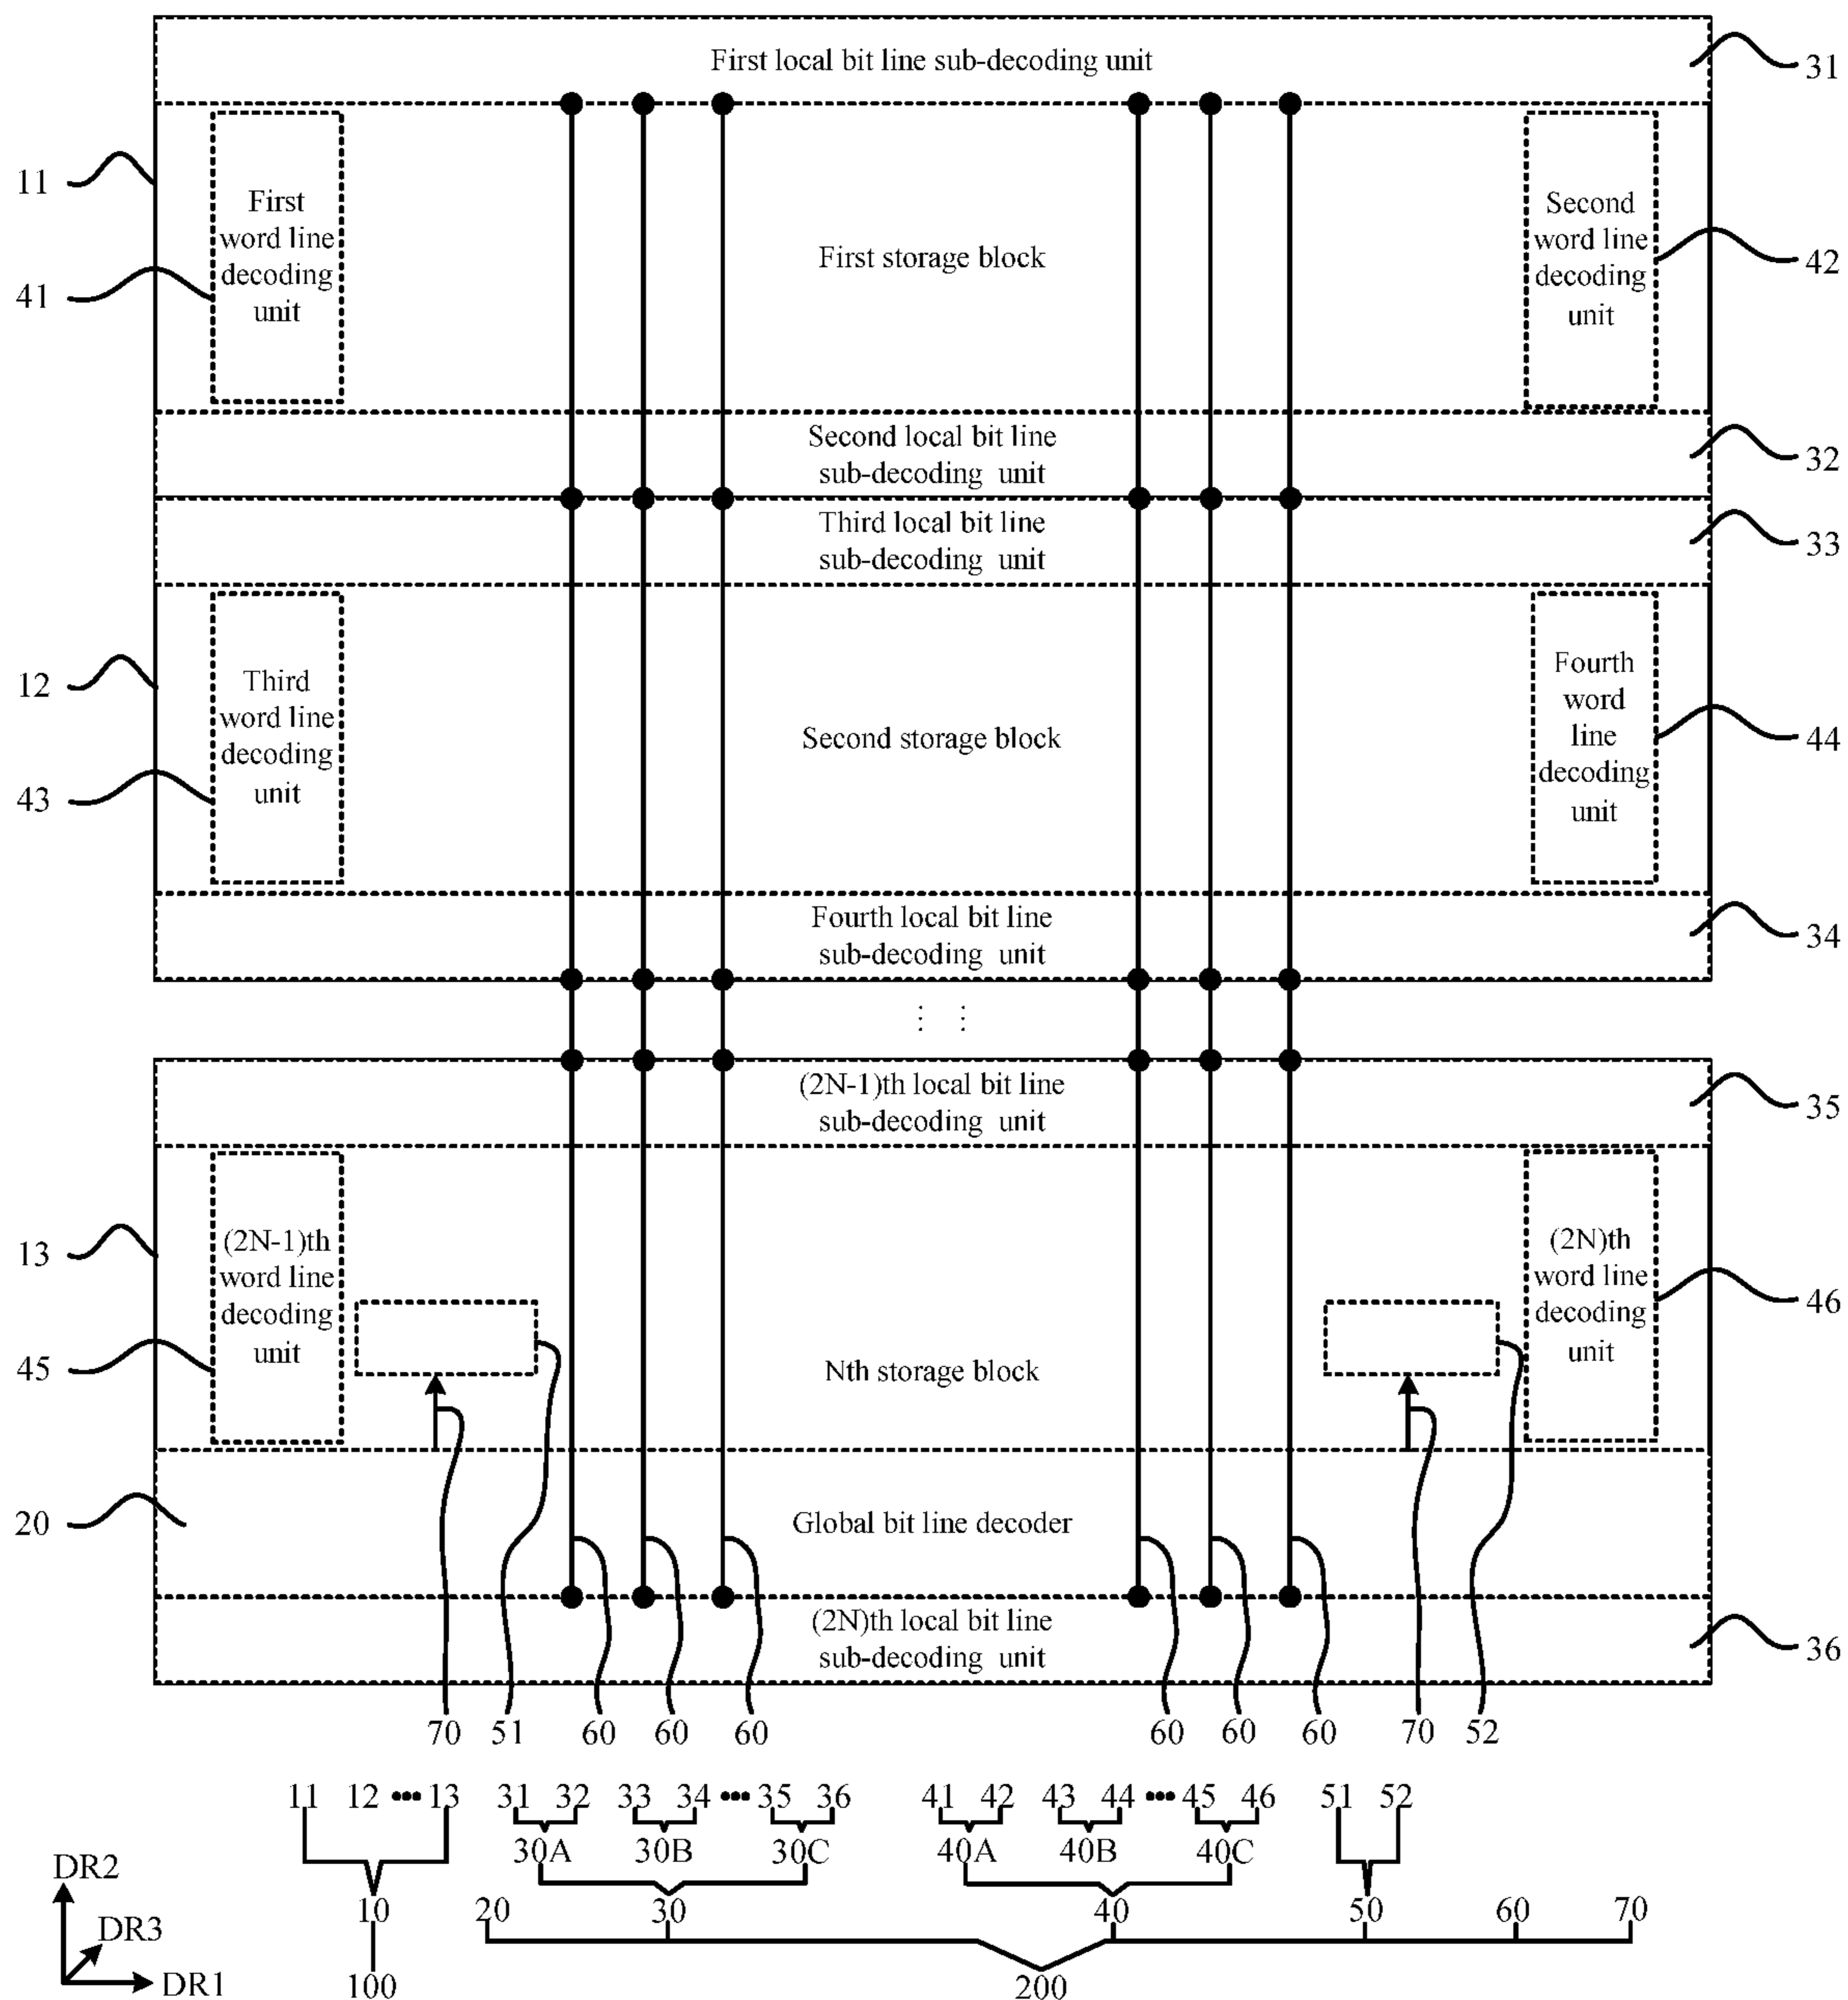 First local bit line sub-decoding unit
31
11
First
word line
decoding
unit
41
First storage block
Second
word line
decoding
unit
42
Second local bit line
sub-decoding unit
32
Third local bit line
sub-decoding unit
33
12
Third
word line
decoding
unit
43
Second storage block
Fourth
word
line
decoding
unit
44
Fourth local bit line
sub-decoding unit
34
(2N-1)th local bit line
sub-decoding unit
35
13
(2N-1)th
word line
decoding
unit
45
Nth storage block
(2N)th
word line
decoding
unit
46
20
Global bit line decoder
(2N)th local bit line
sub-decoding unit
36
70 51 60 60 60 60 60 60 70 52
11 12 ••• 13 31 32 33 34 ••• 35 36 41 42 43 44 ••• 45 46 51 52
30A 30B 30C 40A 40B 40C
DR2
10 20 30 40 50 60 70
DR3
DR1 100 200